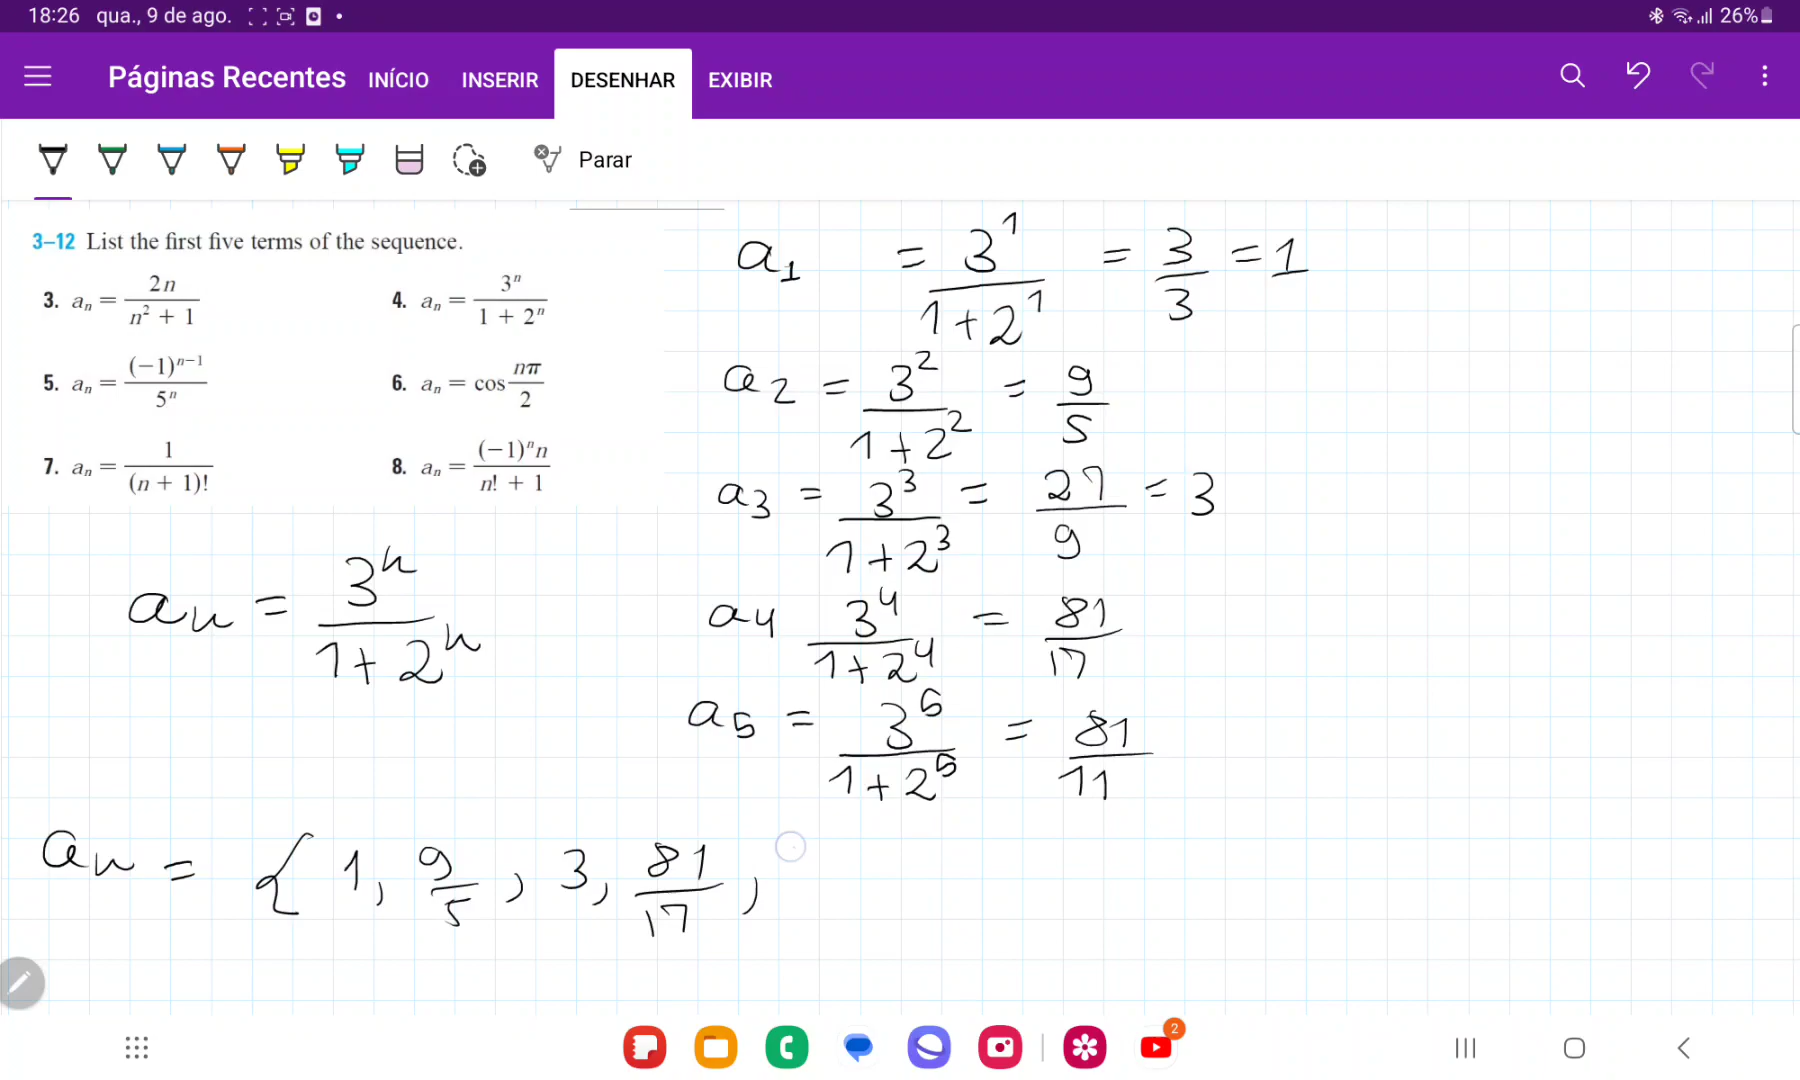 18:26 qua., 9 de ago. 26%
Páginas Recentes INÍCIO INSERIR DESENHAR EXIBIR
Parar
3–12 List the first five terms of the sequence.
3. aₙ = 2n / (n² + 1) 4. aₙ = 3ⁿ / (1 + 2ⁿ)
5. aₙ = (−1)ⁿ⁻¹ / 5ⁿ 6. aₙ = cos nπ / 2
7. aₙ = 1 / (n + 1)! 8. aₙ = (−1)ⁿn / (n! + 1)
aₙ = 3ⁿ / (1 + 2ⁿ)
a₁ = 3¹ / (1 + 2¹) = 3 / 3 = 1
a₂ = 3² / (1 + 2²) = 9 / 5
a₃ = 3³ / (1 + 2³) = 27 / 9 = 3
a₄ 3⁴ / (1 + 2⁴) = 81 / 17
a₅ = 3⁵ / (1 + 2⁵) = 81 / 11
aₙ = { 1, 9 / 5, 3, 81 / 17,
2